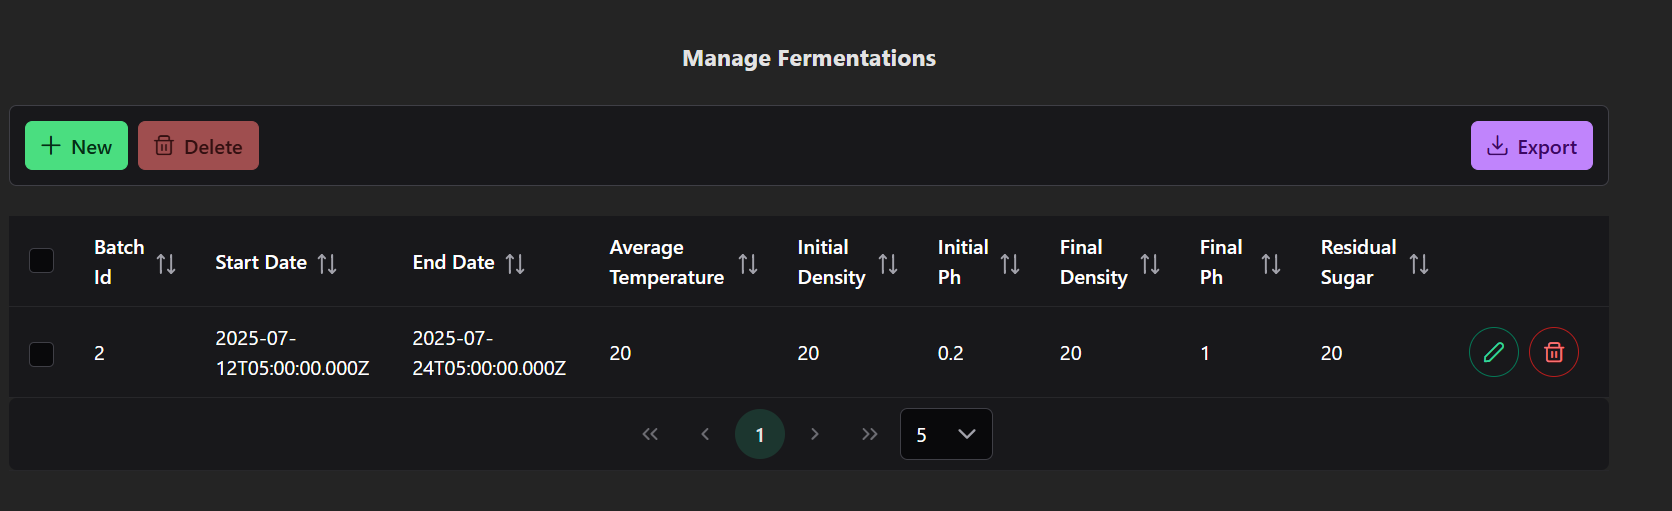 Manage Fermentations
New Delete Export
Batch Id Start Date End Date Average Temperature Initial Density Initial Ph Final Density Final Ph Residual Sugar
2 2025-07-12T05:00:00.000Z 2025-07-24T05:00:00.000Z 20 20 0.2 20 1 20
1 5